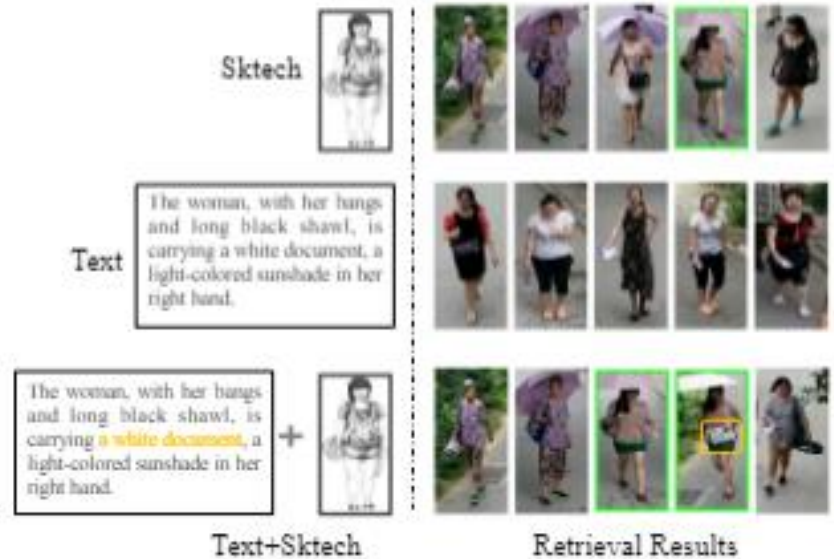 Sktech
Text
The woman, with her bangs
and long black shawl, is
carrying a white document, a
light-colored sunshade in her
right hand.
The woman, with her bangs
and long black shawl, is
carrying a white document, a
light-colored sunshade in her
right hand.
+
Text+Sktech
Retrieval Results